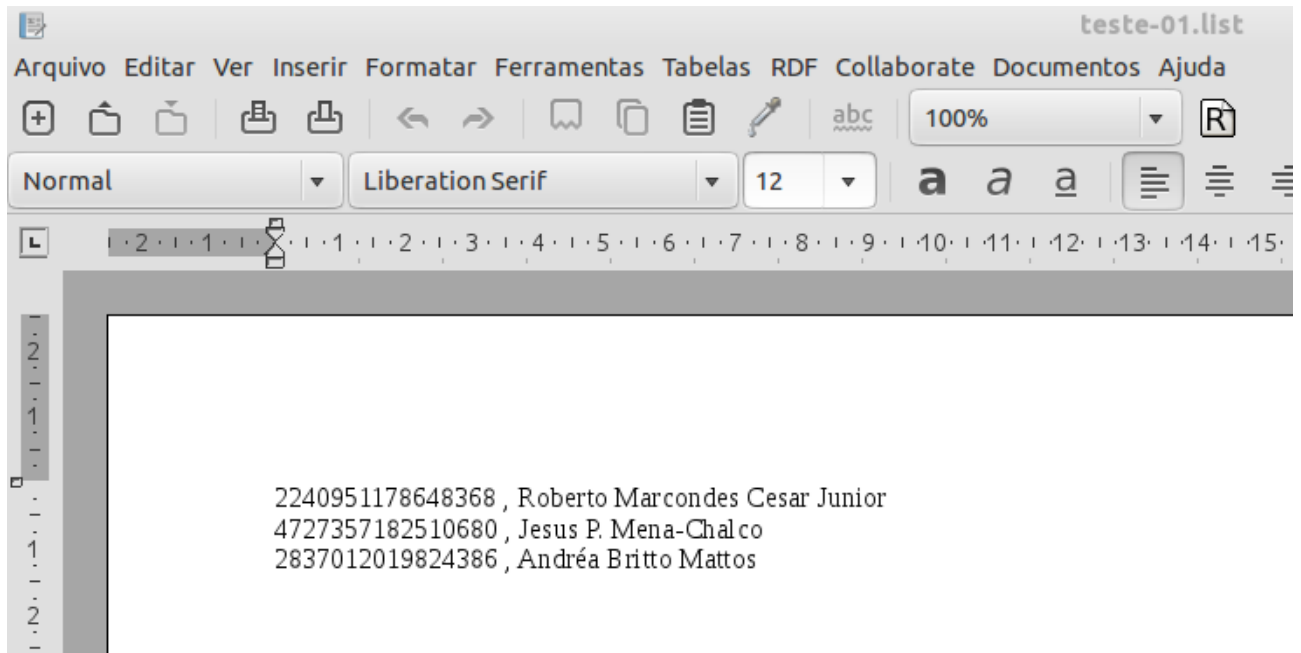 teste-01.list
Arquivo Editar Ver Inserir Formatar Ferramentas Tabelas RDF Collaborate Documentos Ajuda
abc 100% R
Normal Liberation Serif 12 a a a
L 2 1 1 2 3 4 5 6 7 8 9 10 11 12 13 14 15
2
1
2240951178648368 , Roberto Marcondes Cesar Junior
4727357182510680 , Jesus P. Mena-Chalco
1
2837012019824386 , Andréa Britto Mattos
2